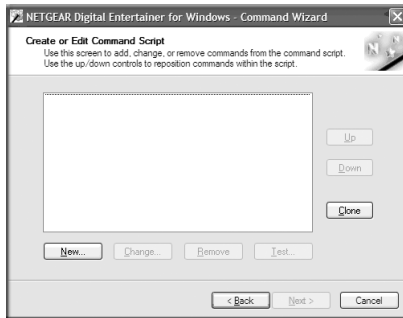 NETGEAR Digital Entertainer for Windows - Command Wizard
Create or Edit Command Script
Use this screen to add, change, or remove commands from the command script.
Use the up/down controls to reposition commands within the script.
Up
Down
Clone
New... Change... Remove Test...
< Back Next > Cancel